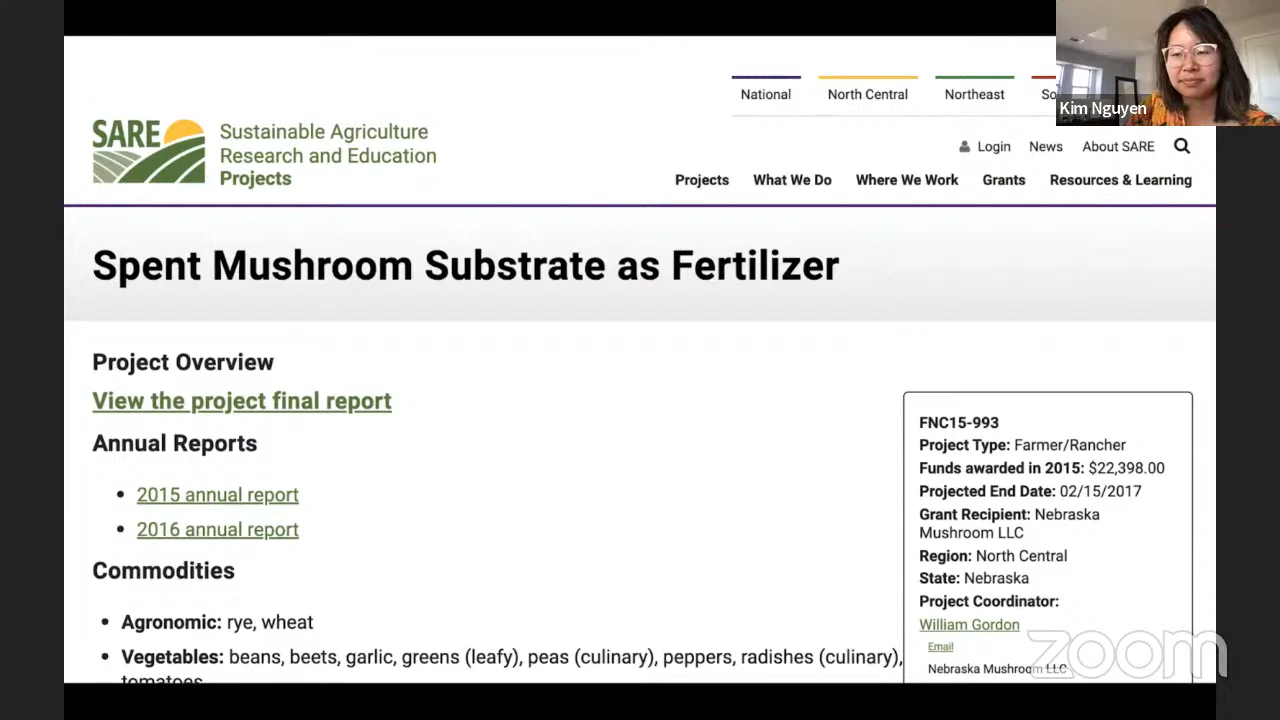 National
North Central
Northeast
So
Kim Nguyen
SARE
Sustainable Agriculture
Research and Education
Projects
Login
News
About SARE
Projects
What We Do
Where We Work
Grants
Resources & Learning
Spent Mushroom Substrate as Fertilizer
Project Overview
View the project final report
Annual Reports
2015 annual report
2016 annual report
Commodities
Agronomic: rye, wheat
Vegetables: beans, beets, garlic, greens (leafy), peas (culinary), peppers, radishes (culinary),
tomatoes
FNC15-993
Project Type: Farmer/Rancher
Funds awarded in 2015: $22,398.00
Projected End Date: 02/15/2017
Grant Recipient: Nebraska
Mushroom LLC
Region: North Central
State: Nebraska
Project Coordinator:
William Gordon
Email
Nebraska Mushroom LLC
zoom